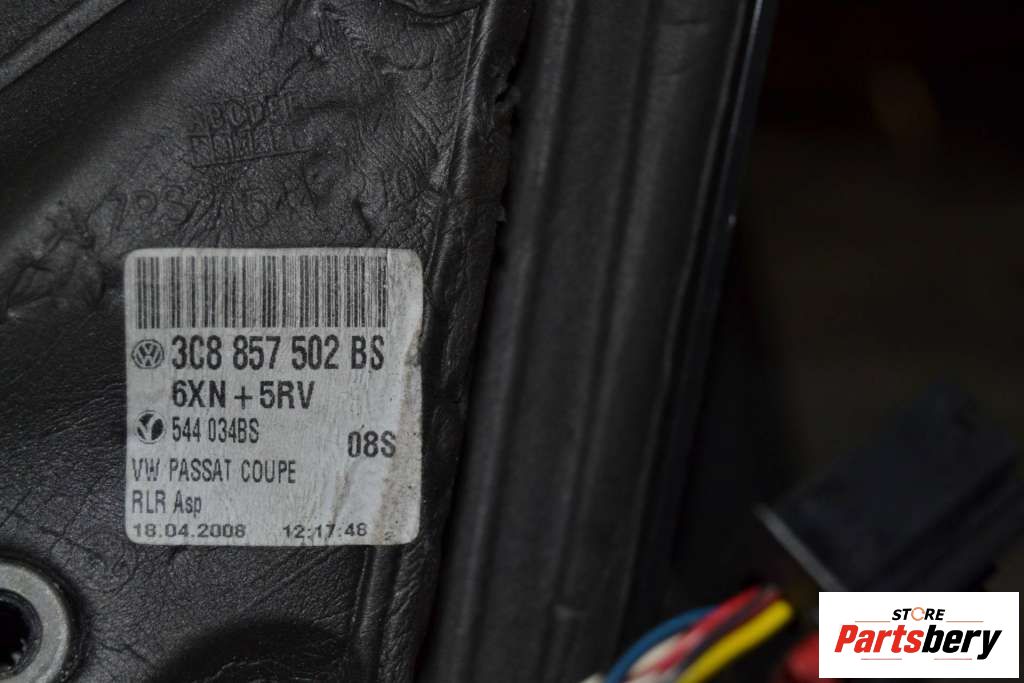 3C8 857 502 BS
6XN + 5RV
544 034BS
08S
VW PASSAT COUPE
RLR Asp
18.04.2008 12:17:48
STORE
Partsbery